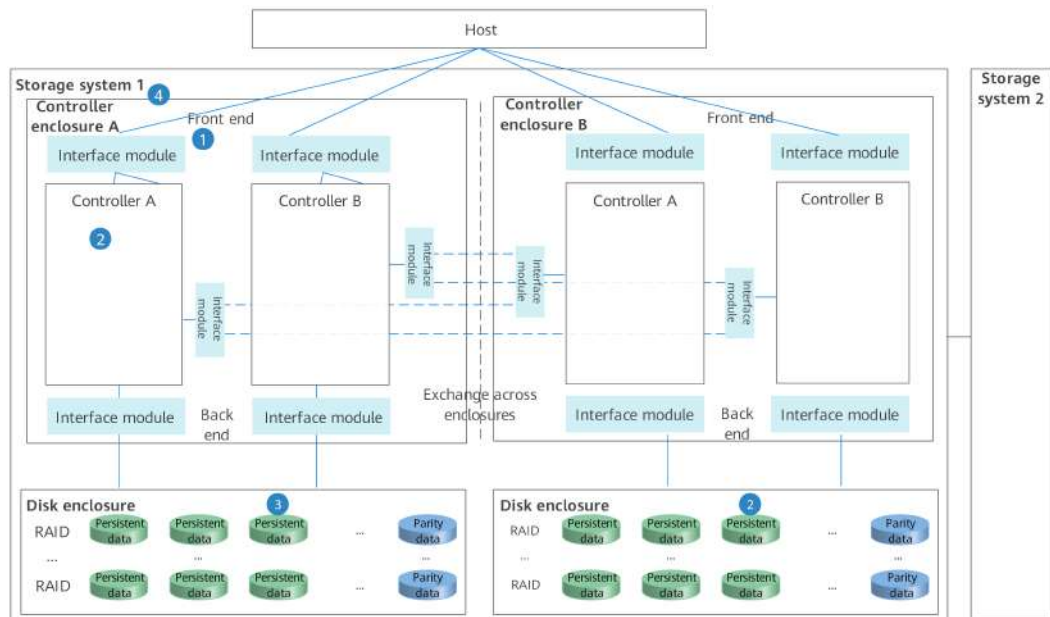 Host
Storage system 1
4
Storage
system 2
Controller
enclosure A
Front end
1
Controller
enclosure B
Front end
Interface module
Interface module
Interface module
Interface module
Controller A
Controller B
Controller A
Controller B
2
Interface
module
Interface
module
Interface
module
Interface
module
Exchange across
enclosures
Interface module
Back
end
Interface module
Interface module
Back
end
Interface module
Disk enclosure
3
RAID
Persistent
data
Persistent
data
Persistent
data
...
Parity
data
...
...
...
RAID
Persistent
data
Persistent
data
Persistent
data
...
Parity
data
Disk enclosure
2
RAID
Persistent
data
Persistent
data
Persistent
data
...
Parity
data
...
...
...
RAID
Persistent
data
Persistent
data
Persistent
data
...
Parity
data